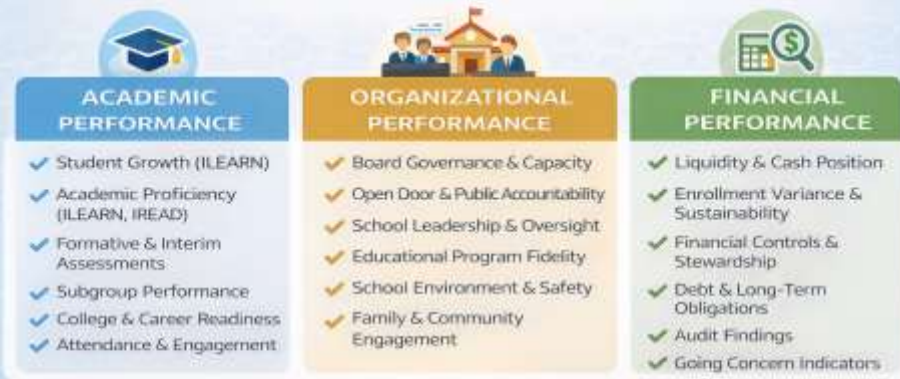 ACADEMIC
PERFORMANCE
Student Growth (ILEARN)
Academic Proficiency
(ILEARN, IREAD)
Formative & Interim
Assessments
Subgroup Performance
College & Career Readiness
Attendance & Engagement
ORGANIZATIONAL
PERFORMANCE
Board Governance & Capacity
Open Door & Public Accountability
School Leadership & Oversight
Educational Program Fidelity
School Environment & Safety
Family & Community
Engagement
FINANCIAL
PERFORMANCE
Liquidity & Cash Position
Enrollment Variance &
Sustainability
Financial Controls &
Stewardship
Debt & Long-Term
Obligations
Audit Findings
Going Concern Indicators